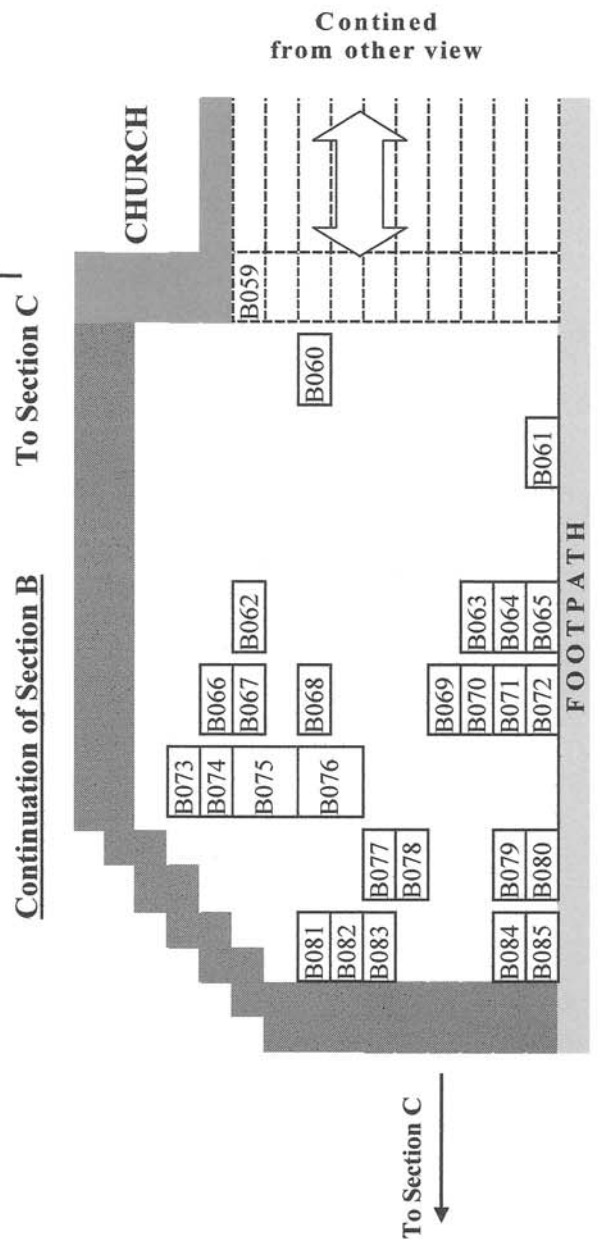 Contined
from other view
Continuation of Section B
To Section C
CHURCH
B059
B060
B061
B062
B063
B064
B065
B066
B067
B068
B069
B070
B071
B072
B073
B074
B075
B076
B077
B078
B079
B080
B081
B082
B083
B084
B085
FOOTPATH
To Section C